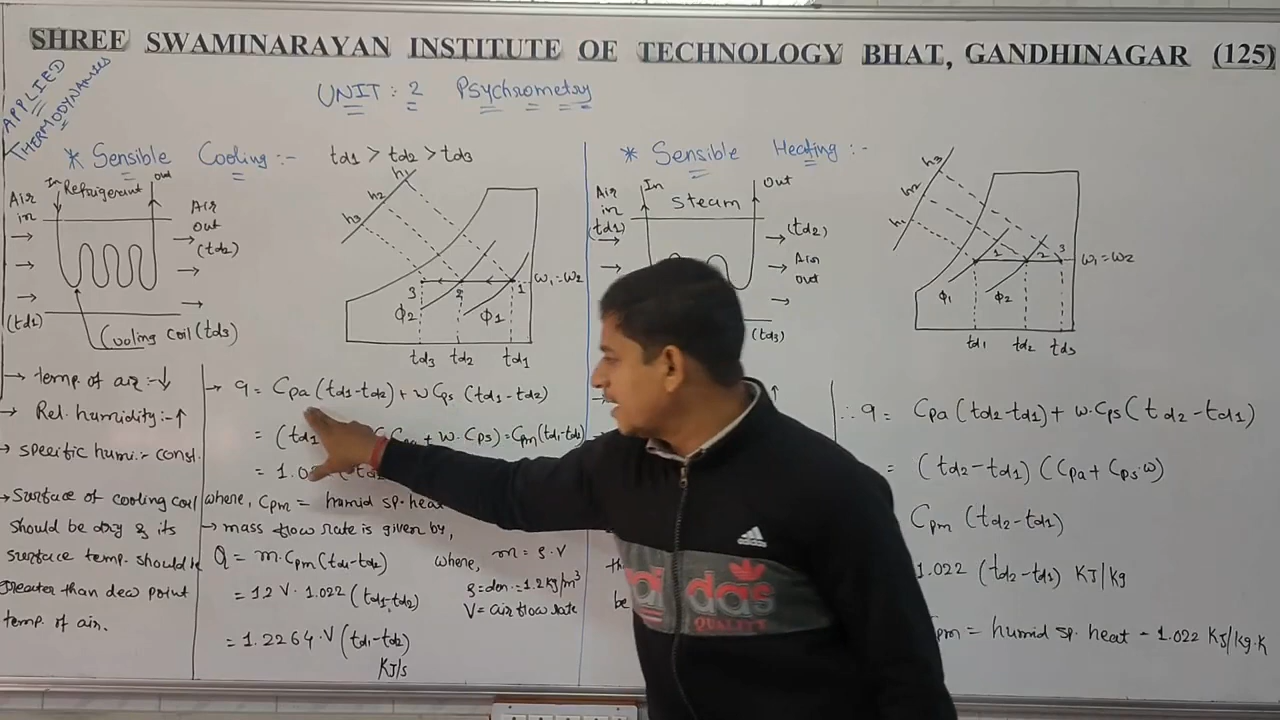 SHREE SWAMINARAYAN INSTITUTE OF TECHNOLOGY BHAT, GANDHINAGAR (125)
APPLIED
THERMODYNAMICS
UNIT : 2 Psychrometry
* Sensible Cooling :- td1 > td2 > td3
In Refrigerant out
Air in
Air out
(td2)
(td1)
Cooling coil (td3)
h1
h2
h3
3 2 1 ω1 = ω2
Φ2 Φ1
td3 td2 td1
→ temp. of air :- ↓
→ Rel. humidity :- ↑
→ specific humi :- const.
→ Surface of cooling coil
should be dry & its
surface temp. should
greater than dew point
temp. of air.
→ q = Cpa (td1-td2) + w Cps (td1-td2)
= (td1 + w. Cps) = Cpm (td1-td2)
= 1.0
where, Cpm = humid sp. heat
→ mass flow rate is given by,
Q = m. Cpm (td1-td2) where, m = ρ. V
= 1.2 V. 1.022 (td1-td2) ρ = den. = 1.2 kg/m³
V = air flow rate
= 1.2264. V (td1-td2)
KJ/s
* Sensible Heating :-
In Out
steam
Air in
(td1)
(td2)
Air out
(td3)
h3
h2
h1
1 2 3 ω1 = ω2
Φ1 Φ2
td1 td2 td3
∴ q = Cpa (td2-td1) + w. Cps (td2-td1)
= (td2-td1) (Cpa + Cps. w)
Cpm (td2-td1)
1.022 (td2-td1) KJ/kg
th
be
Cpm = humid sp. heat = 1.022 KJ/kg.K
adidas
adidas
QUALITY